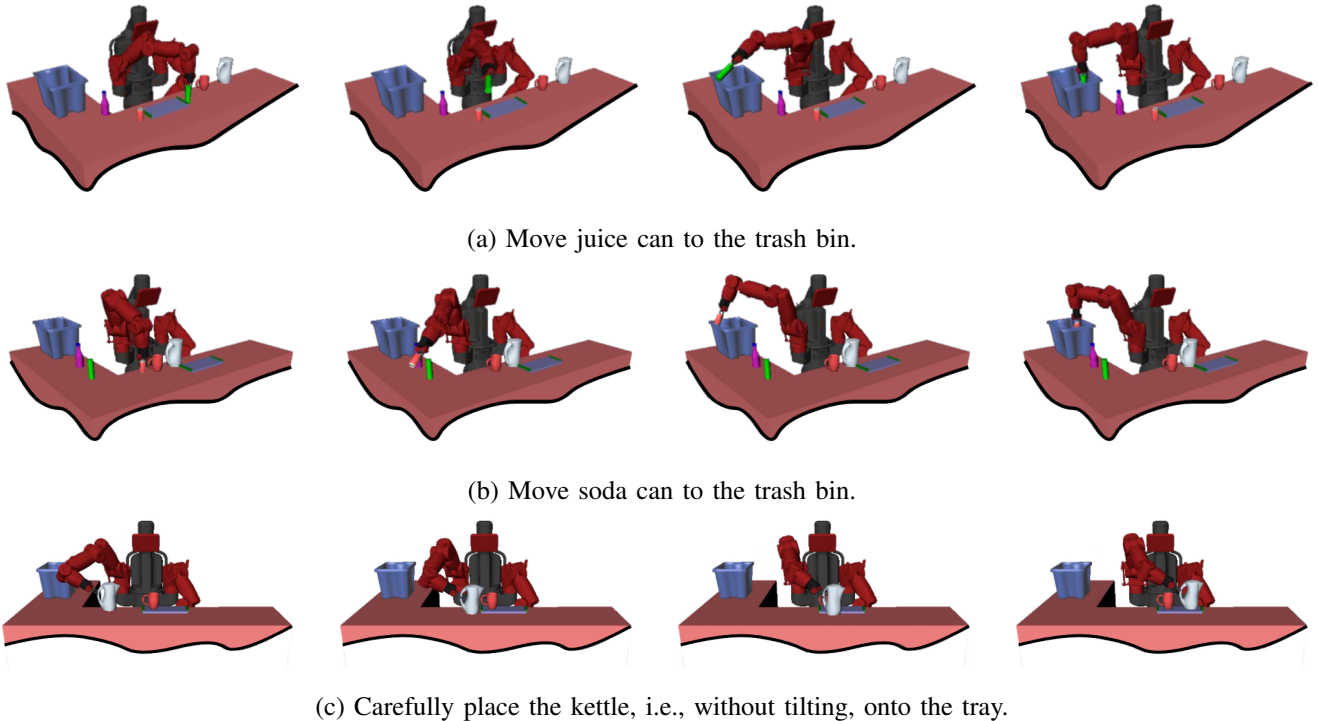 (a) Move juice can to the trash bin.
(b) Move soda can to the trash bin.
(c) Carefully place the kettle, i.e., without tilting, onto the tray.